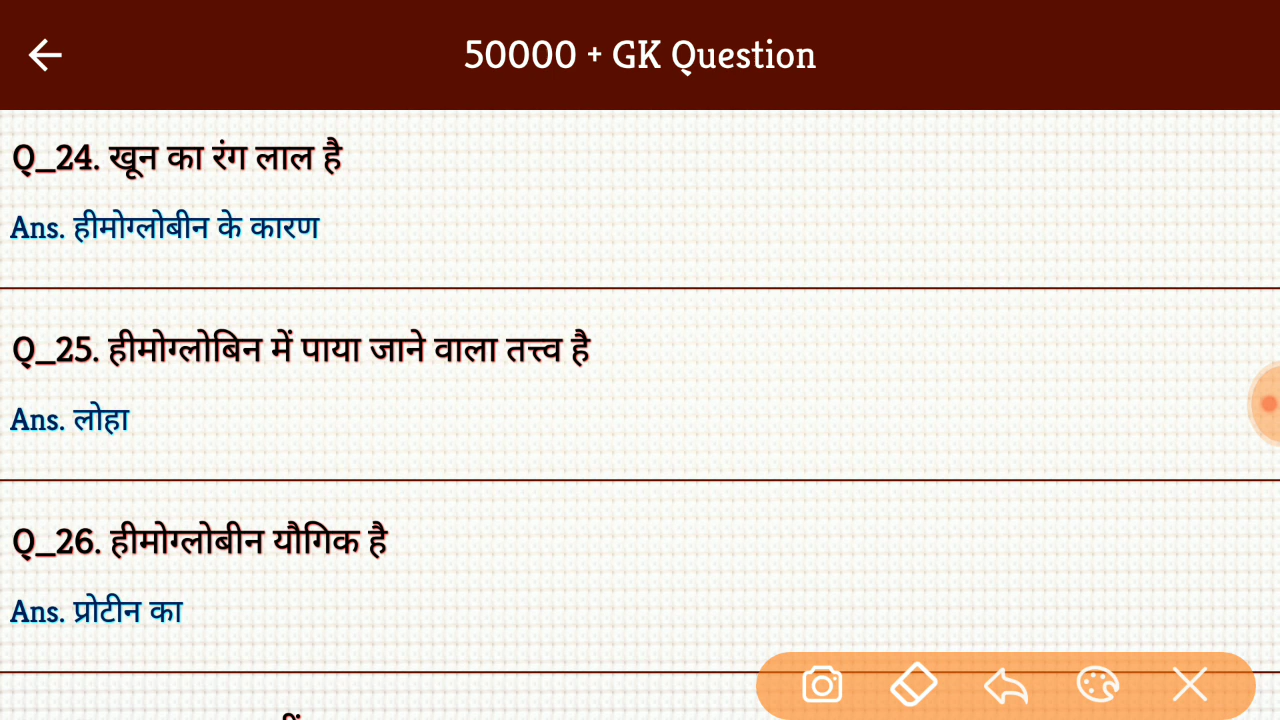 50000 + GK Question
Q_24. खून का रंग लाल है
Ans. हीमोग्लोबीन के कारण
Q_25. हीमोग्लोबिन में पाया जाने वाला तत्त्व है
Ans. लोहा
Q_26. हीमोग्लोबीन यौगिक है
Ans. प्रोटीन का